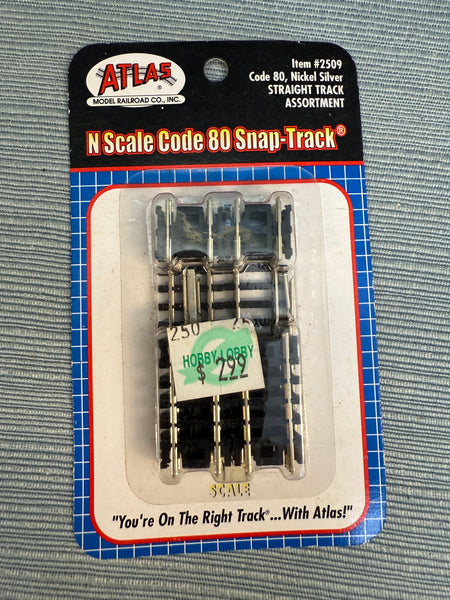 ATLAS
MODEL RAILROAD CO., INC.
Item #2509
Code 80, Nickel Silver
STRAIGHT TRACK
ASSORTMENT
N Scale Code 80 Snap-Track®
250
HOBBY LOBBY
$ 2.99
SCALE
"You're On The Right Track®...With Atlas!"